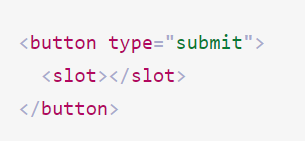 <button type="submit">
  <slot></slot>
</button>